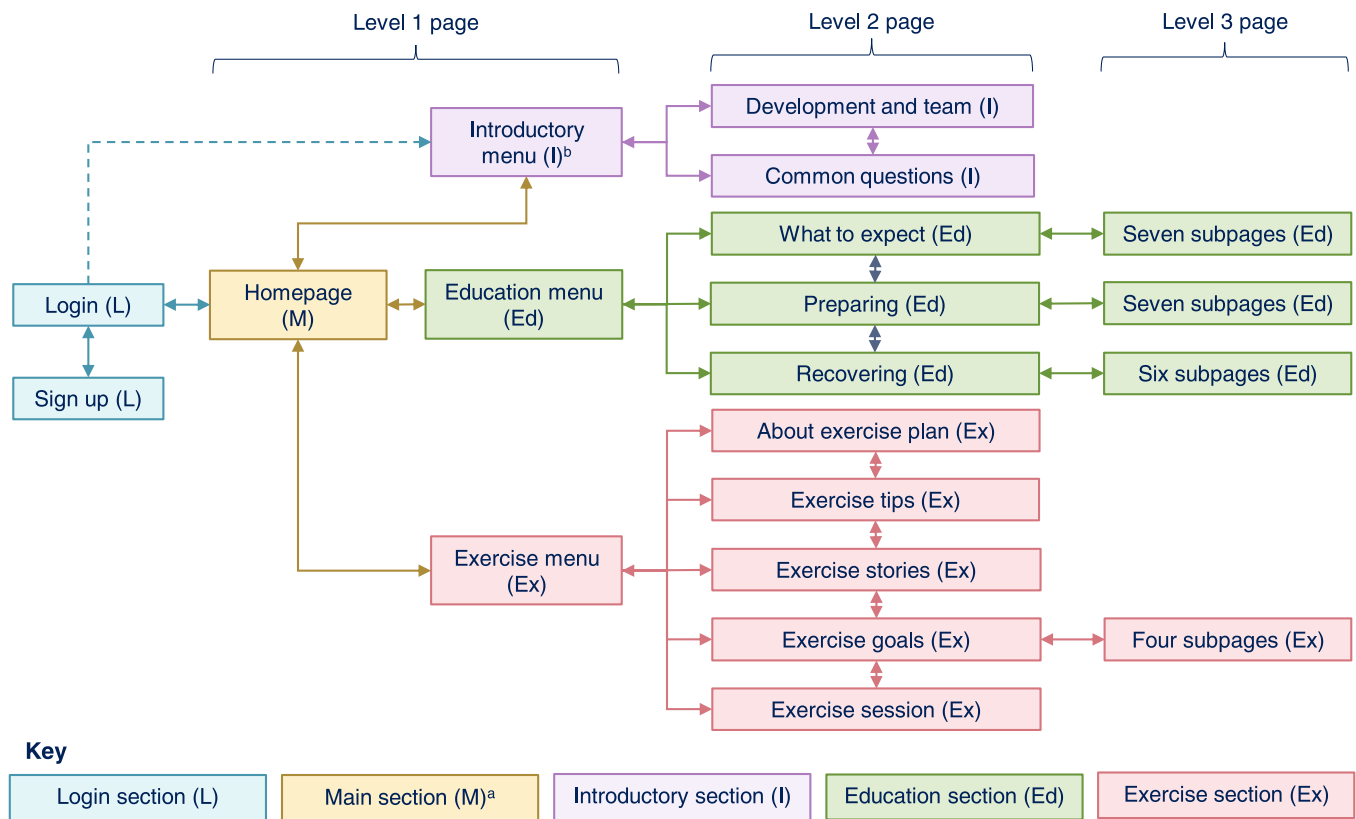 Level 1 page
Level 2 page
Level 3 page
Introductory
menu (I)ᵇ
Development and team (I)
Common questions (I)
Login (L)
Sign up (L)
Homepage
(M)
Education menu
(Ed)
What to expect (Ed)
Seven subpages (Ed)
Preparing (Ed)
Seven subpages (Ed)
Recovering (Ed)
Six subpages (Ed)
Exercise menu
(Ex)
About exercise plan (Ex)
Exercise tips (Ex)
Exercise stories (Ex)
Exercise goals (Ex)
Four subpages (Ex)
Exercise session (Ex)
Key
Login section (L)
Main section (M)ᵃ
Introductory section (I)
Education section (Ed)
Exercise section (Ex)